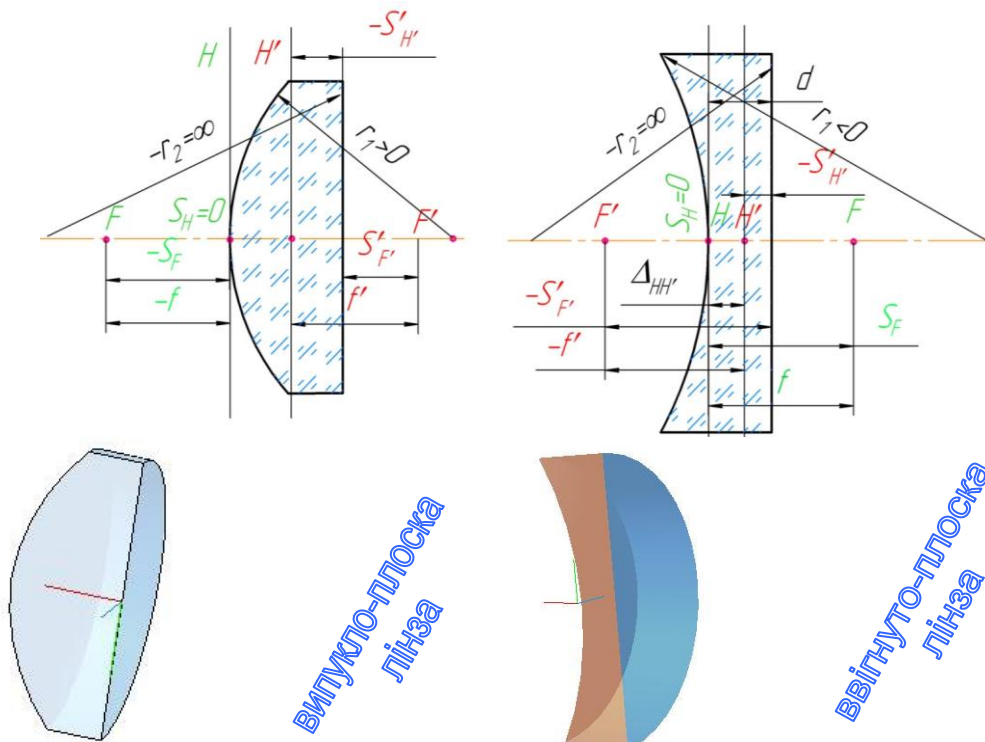 H
H'
-S'H'
-r2=∞
r1>0
F
SH=0
F'
-SF
S'F'
-f
f'
d
-r2=∞
r1<0
-S'H'
F'
SH=0
H
H'
F
ΔHH'
-S'F'
SF
-f'
f
випукло-плоска
лінза
ввігнуто-плоска
лінза